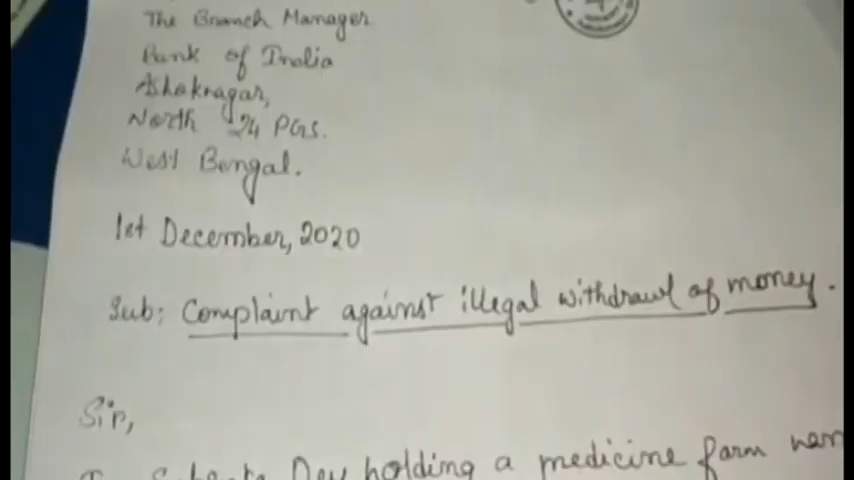 The Branch Manager
Bank of India
Ashoknagar,
North 24 PGS.
West Bengal.
1st December, 2020
Sub: Complaint against illegal withdrawl of money.
Sir,
holding a medicine farm